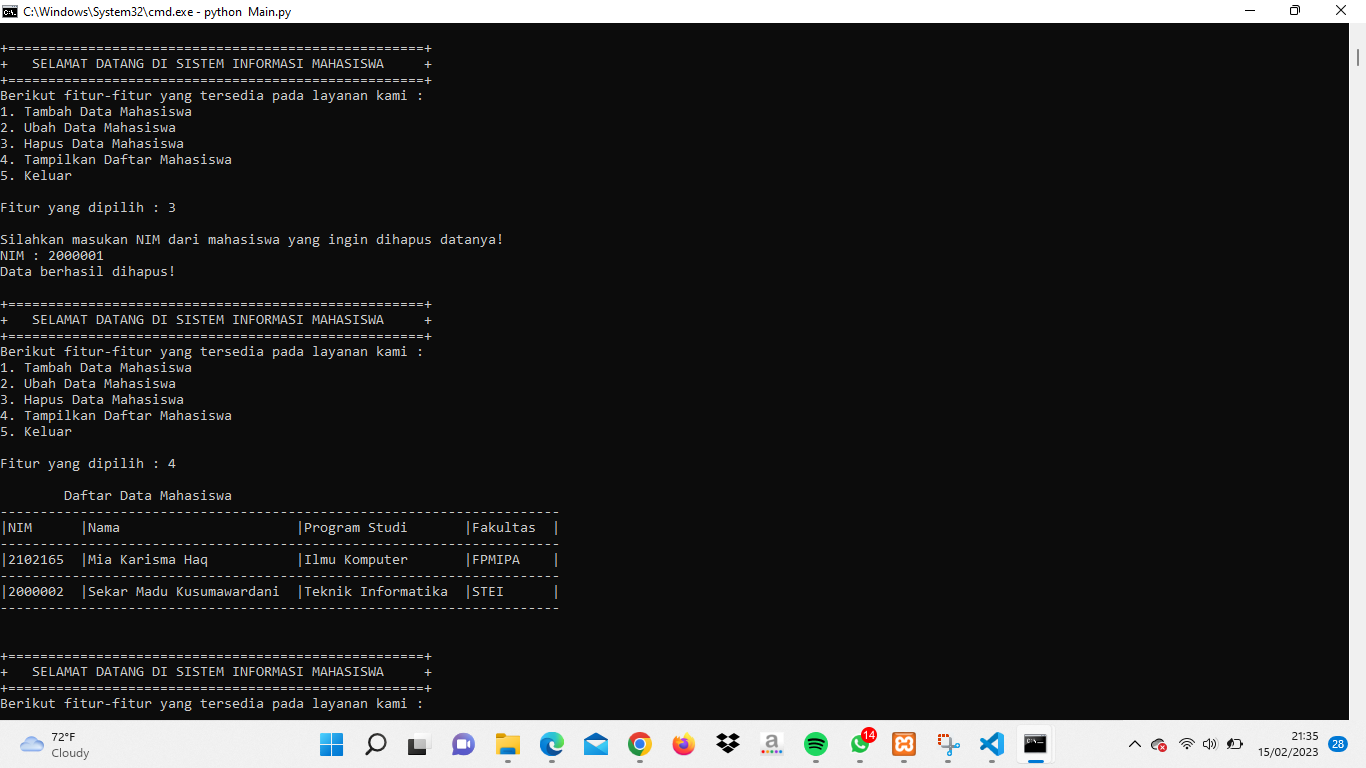 C:\Windows\System32\cmd.exe - python  Main.py
+====================================================+
+   SELAMAT DATANG DI SISTEM INFORMASI MAHASISWA     +
+====================================================+
Berikut fitur-fitur yang tersedia pada layanan kami :
1. Tambah Data Mahasiswa
2. Ubah Data Mahasiswa
3. Hapus Data Mahasiswa
4. Tampilkan Daftar Mahasiswa
5. Keluar
Fitur yang dipilih : 3
Silahkan masukan NIM dari mahasiswa yang ingin dihapus datanya!
NIM : 2000001
Data berhasil dihapus!
+====================================================+
+   SELAMAT DATANG DI SISTEM INFORMASI MAHASISWA     +
+====================================================+
Berikut fitur-fitur yang tersedia pada layanan kami :
1. Tambah Data Mahasiswa
2. Ubah Data Mahasiswa
3. Hapus Data Mahasiswa
4. Tampilkan Daftar Mahasiswa
5. Keluar
Fitur yang dipilih : 4
        Daftar Data Mahasiswa
----------------------------------------------------------------------
|NIM      |Nama                      |Program Studi       |Fakultas  |
----------------------------------------------------------------------
|2102165  |Mia Karisma Haq           |Ilmu Komputer       |FPMIPA    |
----------------------------------------------------------------------
|2000002  |Sekar Madu Kusumawardani  |Teknik Informatika  |STEI      |
----------------------------------------------------------------------
+====================================================+
+   SELAMAT DATANG DI SISTEM INFORMASI MAHASISWA     +
+====================================================+
Berikut fitur-fitur yang tersedia pada layanan kami :
72°F
Cloudy
14
21:35
15/02/2023
28